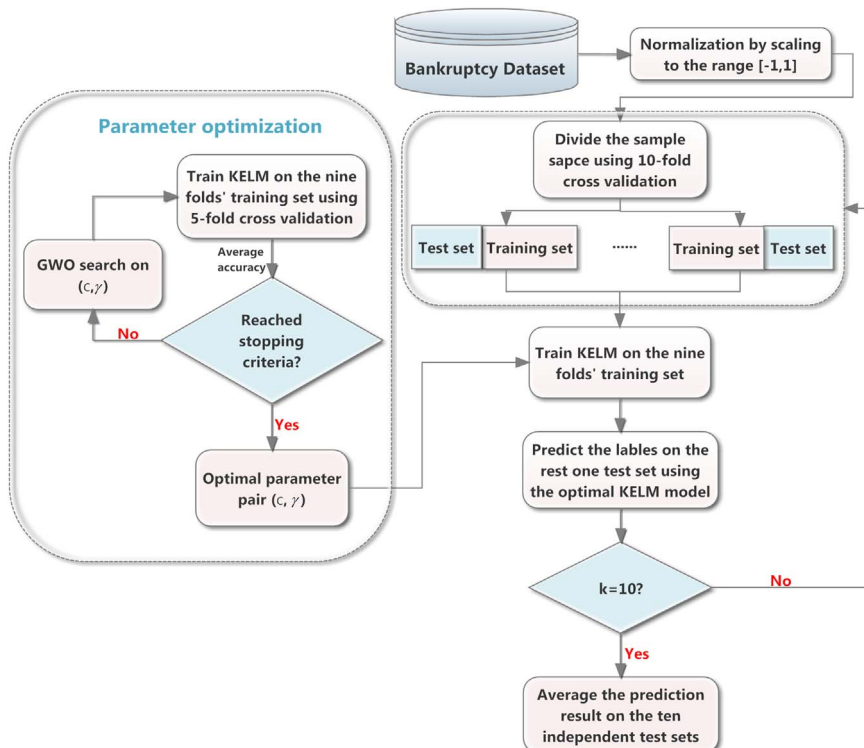 Bankruptcy Dataset
Normalization by scaling
to the range [-1,1]
Parameter optimization
Train KELM on the nine
folds' training set using
5-fold cross validation
Average
accuracy
GWO search on
(c,γ)
Reached
stopping
criteria?
No
Yes
Optimal parameter
pair (c, γ)
Divide the sample
sapce using 10-fold
cross validation
Test set
Training set
......
Training set
Test set
Train KELM on the nine
folds' training set
Predict the lables on the
rest one test set using
the optimal KELM model
k=10?
No
Yes
Average the prediction
result on the ten
independent test sets